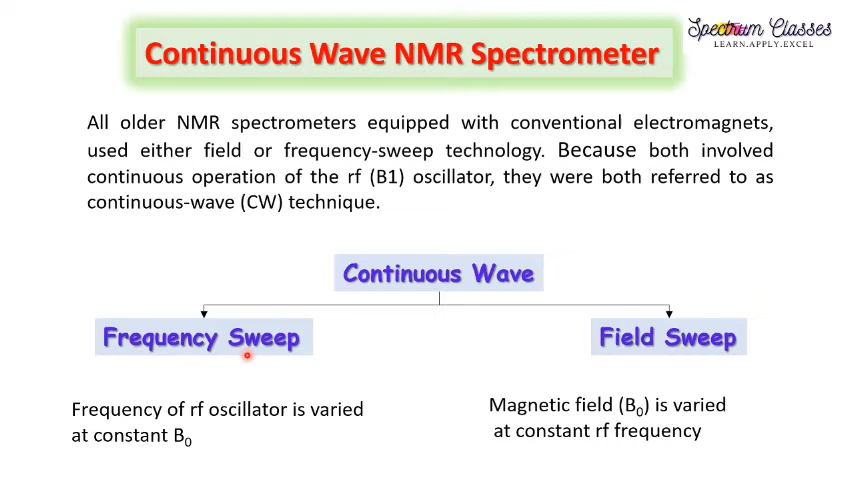 Spectrum Classes
LEARN.APPLY.EXCEL
Continuous Wave NMR Spectrometer
All older NMR spectrometers equipped with conventional electromagnets,
used either field or frequency-sweep technology. Because both involved
continuous operation of the rf (B1) oscillator, they were both referred to as
continuous-wave (CW) technique.
Continuous Wave
Frequency Sweep
Field Sweep
Frequency of rf oscillator is varied
at constant B₀
Magnetic field (B₀) is varied
at constant rf frequency